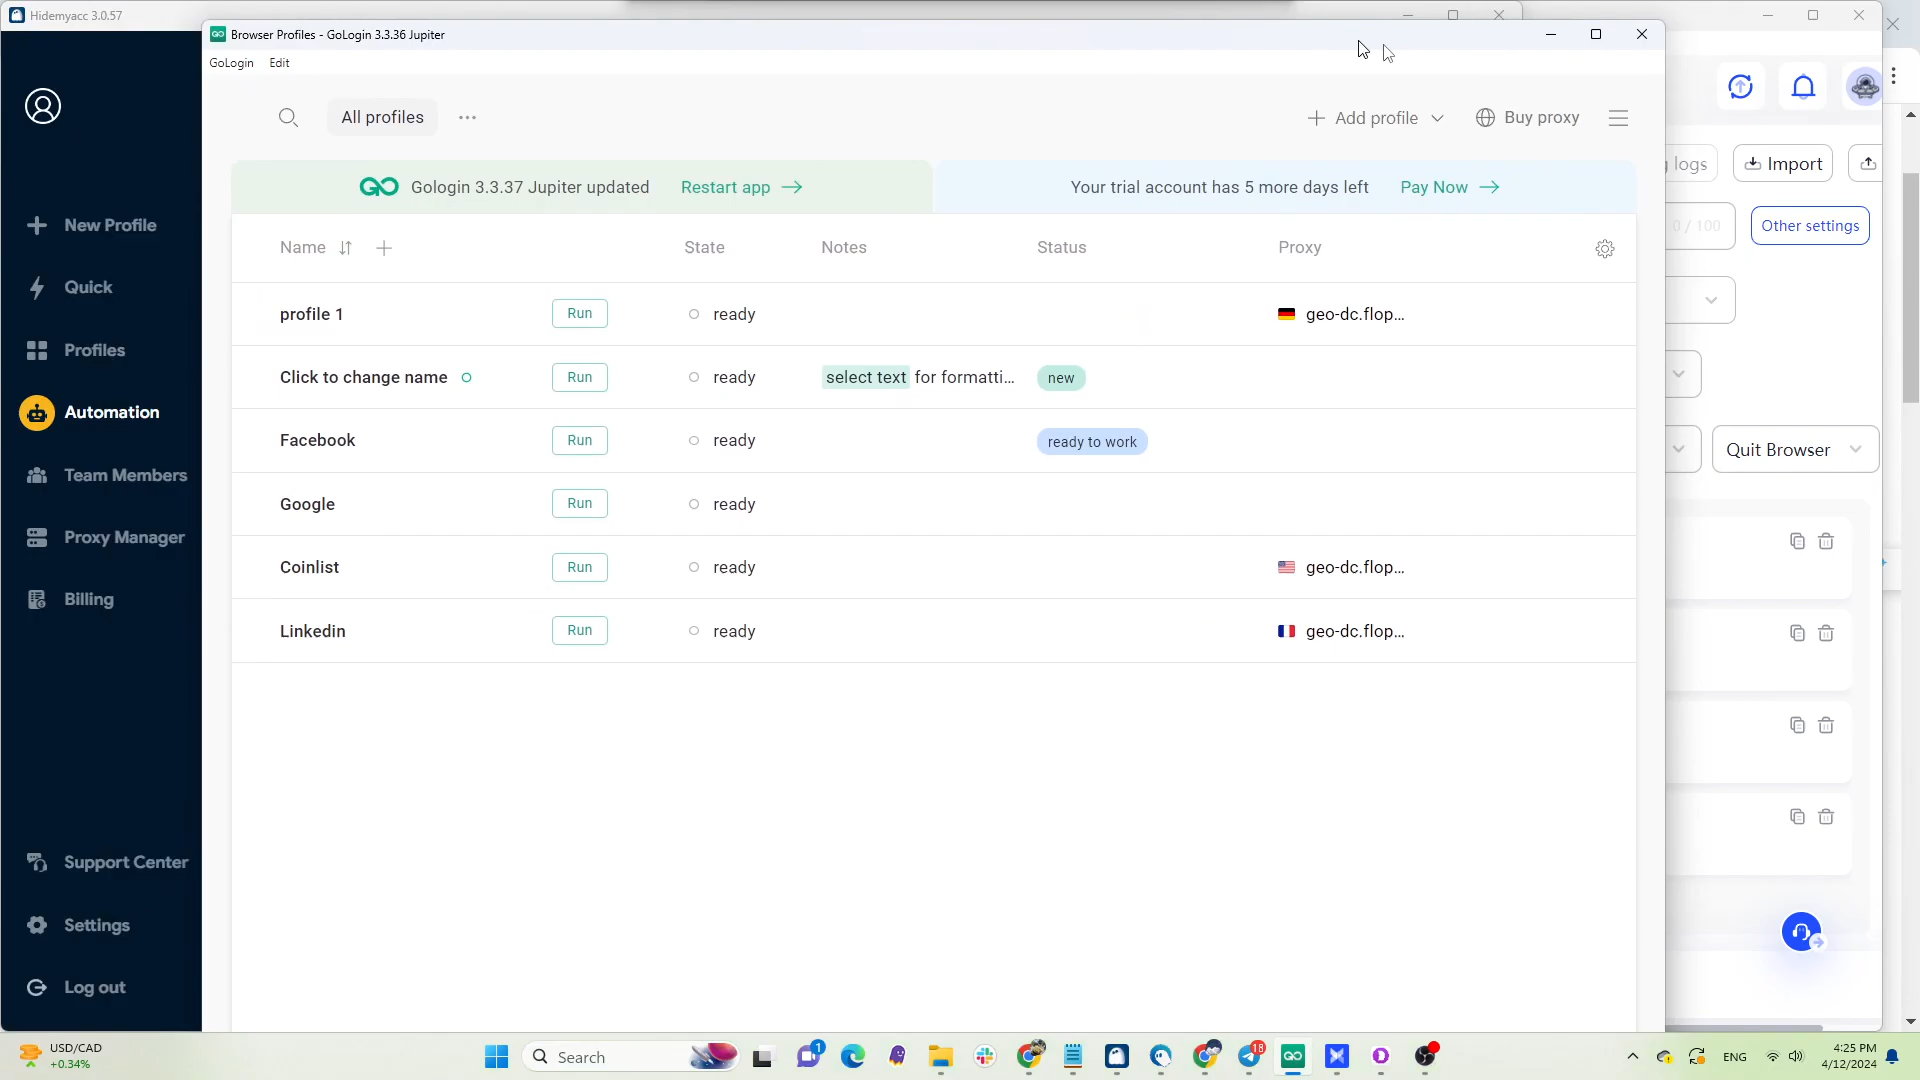 Hidemyacc 3.0.57
Browser Profiles - GoLogin 3.3.36 Jupiter
GoLogin Edit
All profiles
Add profile
Buy proxy
Gologin 3.3.37 Jupiter updated Restart app
Your trial account has 5 more days left Pay Now
Name State Notes Status Proxy
profile 1 Run ready geo-dc.flop...
Click to change name Run ready select text for formatti... new
Facebook Run ready ready to work
Google Run ready
Coinlist Run ready geo-dc.flop...
Linkedin Run ready geo-dc.flop...
New Profile
Quick
Profiles
Automation
Team Members
Proxy Manager
Billing
Support Center
Settings
Log out
logs
Import
0 / 100
Other settings
Quit Browser
USD/CAD
+0.34%
Search
1
18
ENG
4:25 PM
4/12/2024